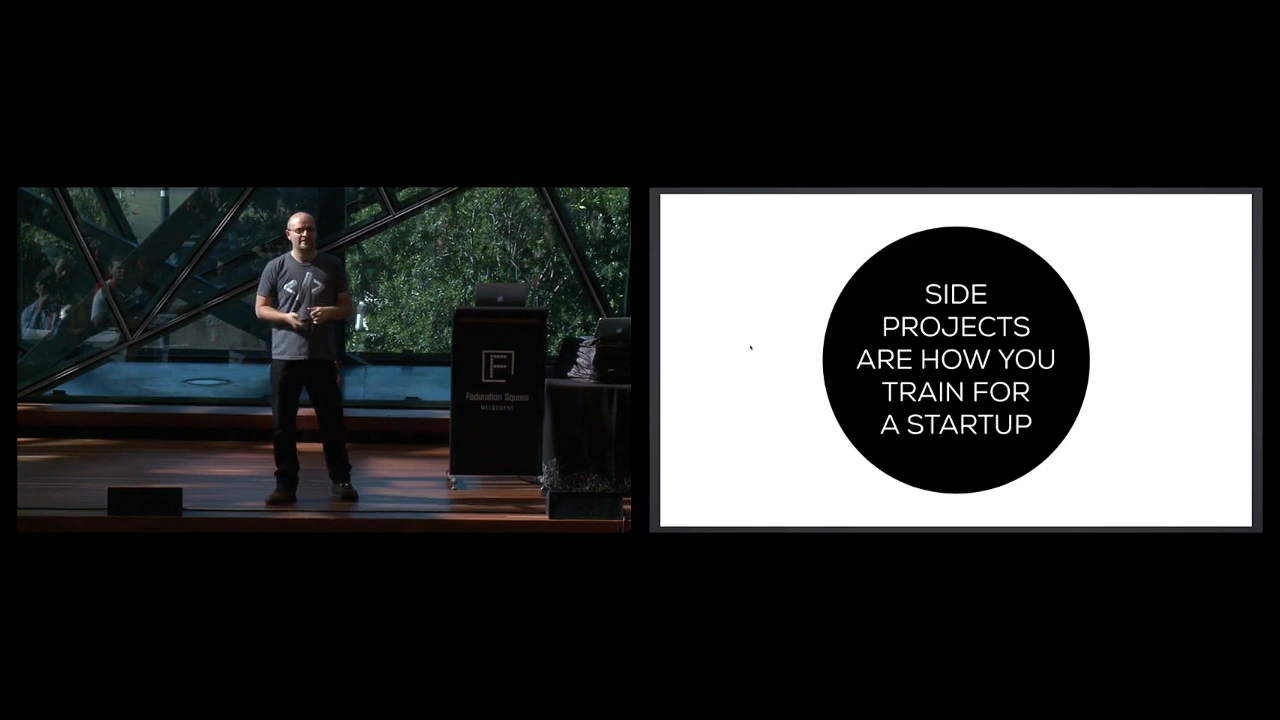 </>
F
Federation Square
MELBOURNE
SIDE
PROJECTS
ARE HOW YOU
TRAIN FOR
A STARTUP